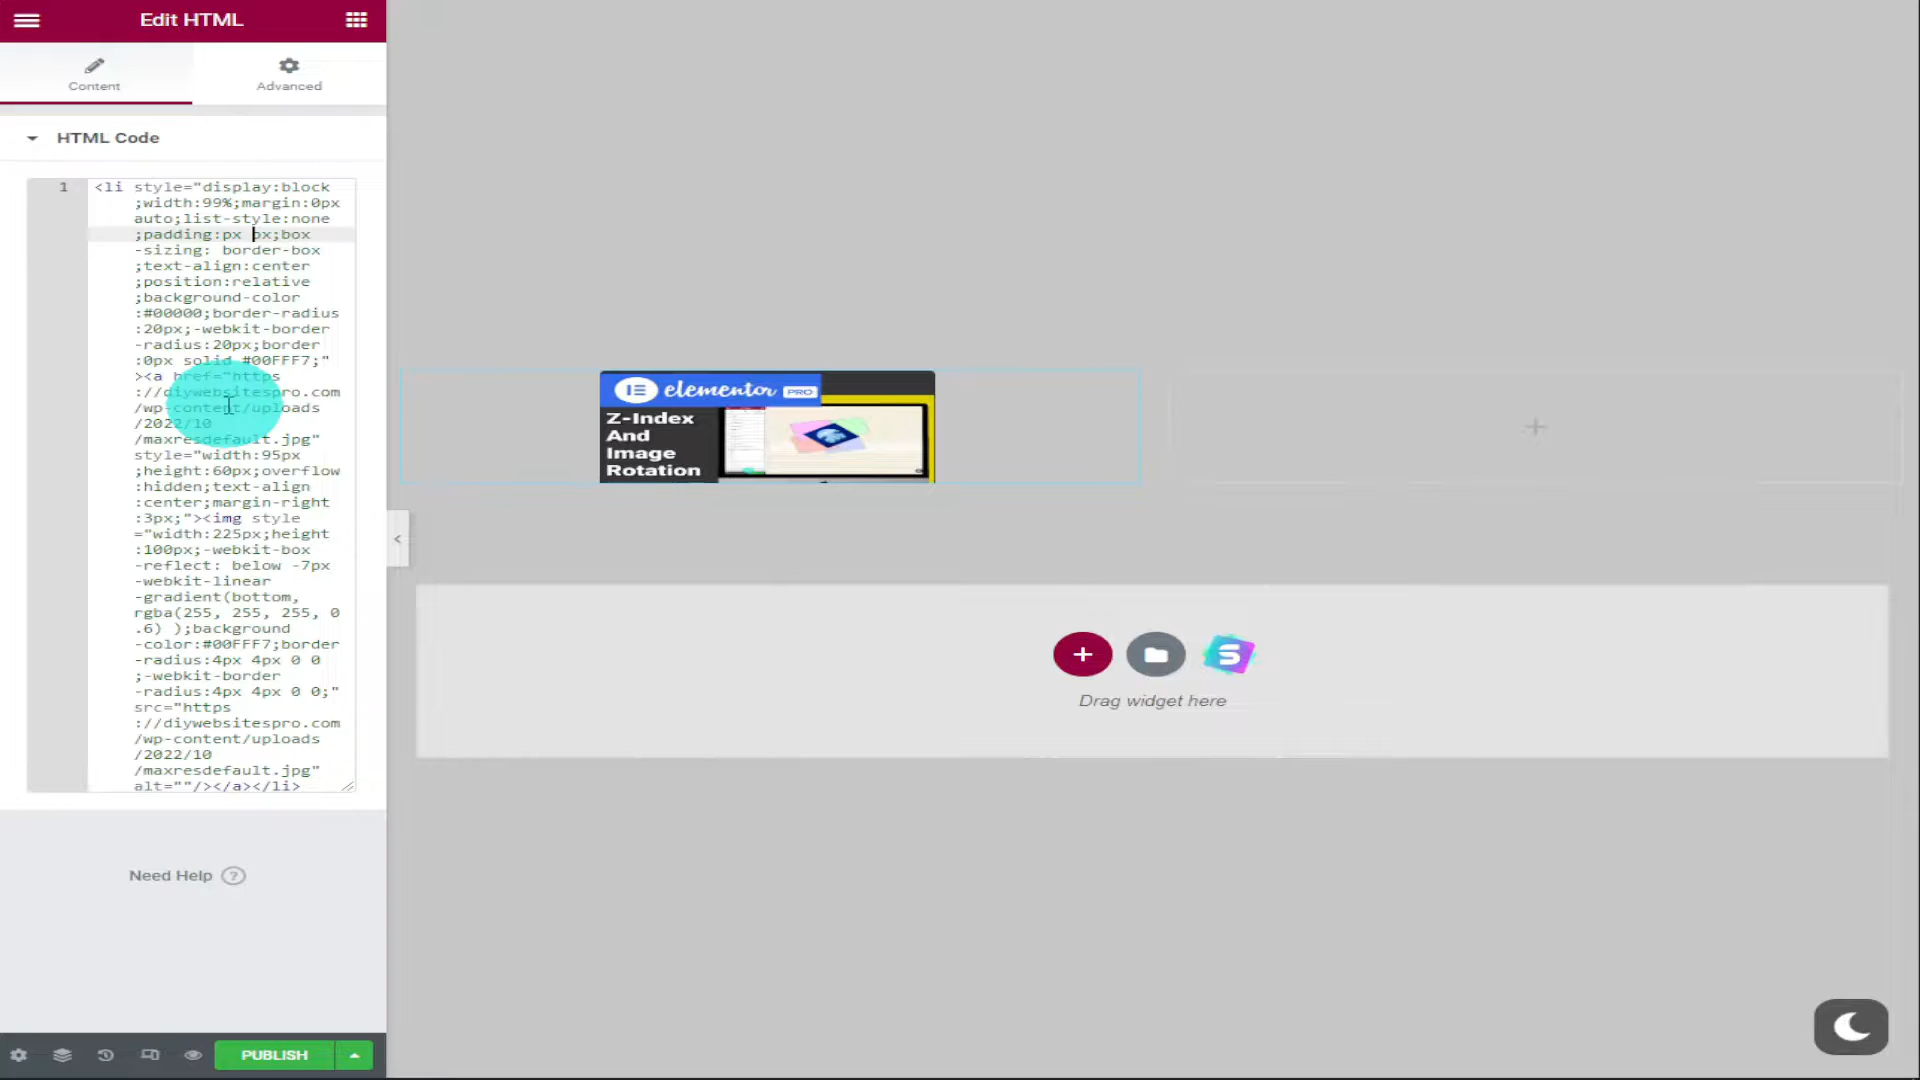 Edit HTML
Content
Advanced
HTML Code
1
<li style="display:block
;width:99%;margin:0px
auto;list-style:none
;padding:px px;box
-sizing: border-box
;text-align:center
;position:relative
;background-color
:#00000;border-radius
:20px;-webkit-border
-radius:20px;border
:0px solid #00FFF7;"
><a href="https
://diywebsitespro.com
/wp-content/uploads
/2022/10
/maxresdefault.jpg"
style="width:95px
;height:60px;overflow
:hidden;text-align
:center;margin-right
:3px;"><img style
="width:225px;height
:100px;-webkit-box
-reflect: below -7px
-webkit-linear
-gradient(bottom,
rgba(255, 255, 255, 0
.6) );background
-color:#00FFF7;border
-radius:4px 4px 0 0
;-webkit-border
-radius:4px 4px 0 0;"
src="https
://diywebsitespro.com
/wp-content/uploads
/2022/10
/maxresdefault.jpg"
alt=""/></a></li>
elementor PRO
Z-Index
And
Image
Rotation
Drag widget here
Need Help ?
PUBLISH